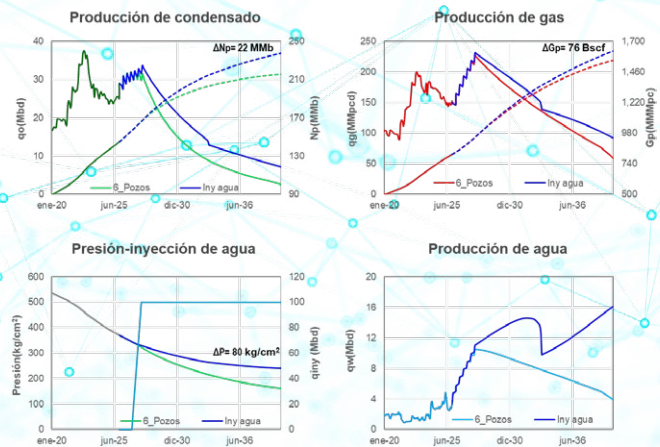 Producción de condensado
ΔNp= 22 MMb
qo(Mbd)
40
30
20
10
0
Np(MMb)
250
210
170
130
90
6_Pozos
Iny agua
ene-20
jun-25
dic-30
jun-36
Producción de gas
ΔGp= 76 Bscf
qg(MMpcd)
250
200
150
100
50
0
Gp(MMMpc)
1,700
1,460
1,220
980
740
500
6_Pozos
Iny agua
ene-20
jun-25
dic-30
jun-36
Presión-inyección de agua
ΔP= 80 kg/cm²
Presión(kg/cm²)
600
500
400
300
200
100
0
qiny (Mbd)
120
100
80
60
40
20
0
6_Pozos
Iny agua
ene-20
jun-25
dic-30
jun-36
Producción de agua
qw(Mbd)
20
16
12
8
4
0
6_Pozos
Iny agua
ene-20
jun-25
dic-30
jun-36